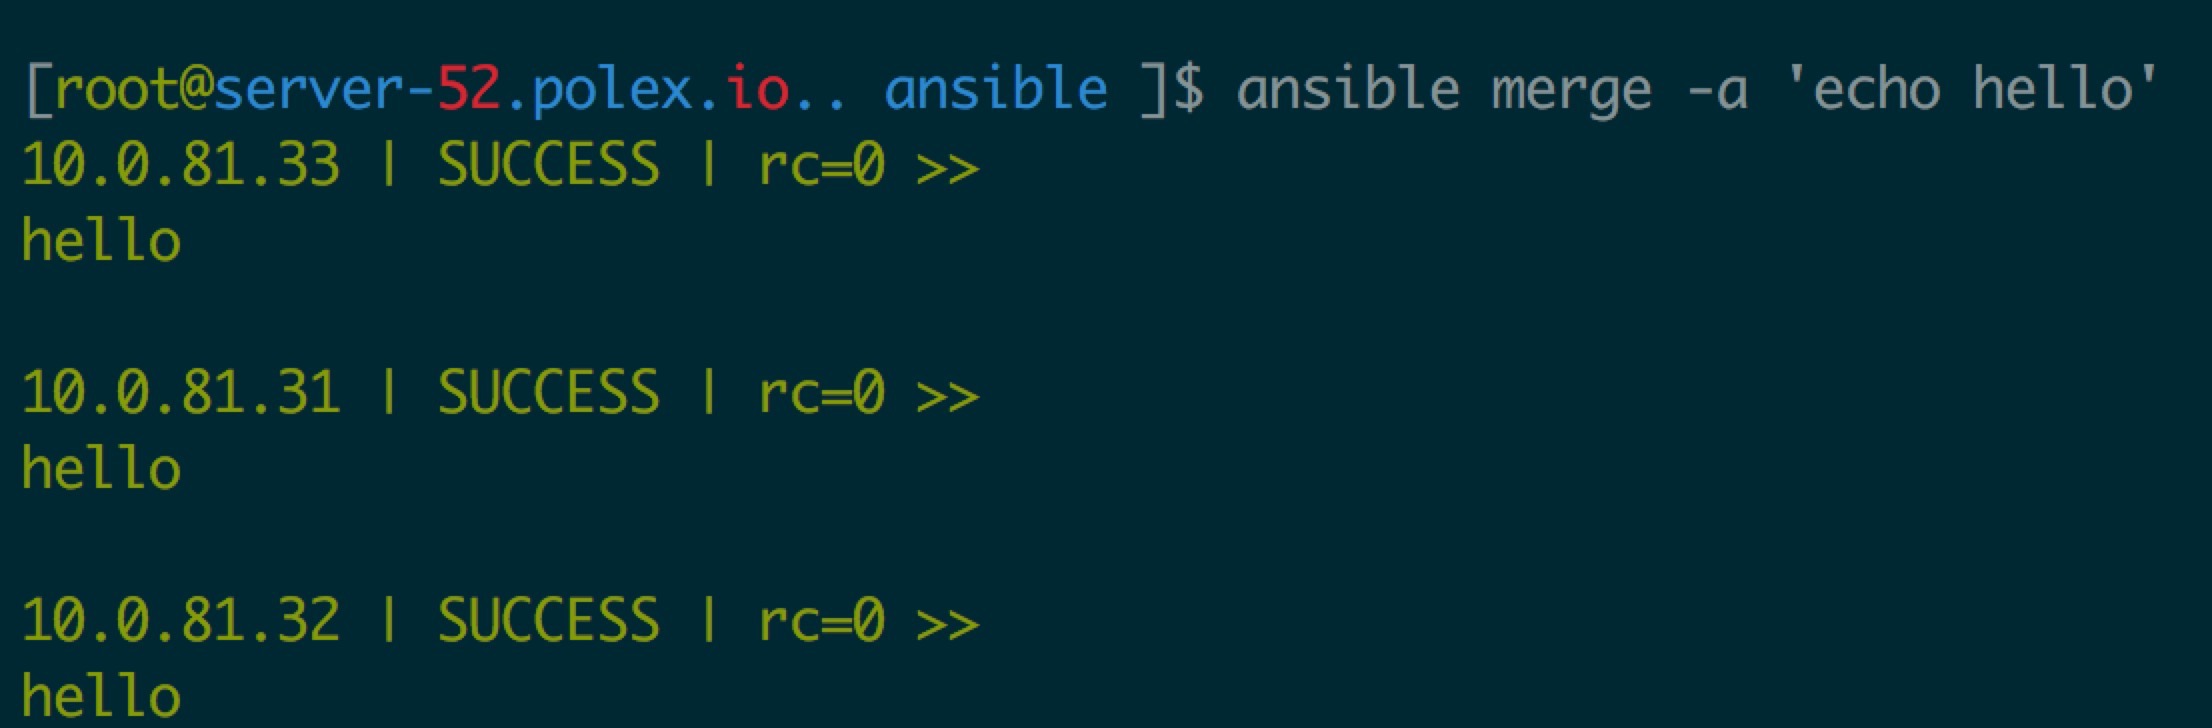 [root@server-52.polex.io.. ansible ]$ ansible merge -a 'echo hello'
10.0.81.33 | SUCCESS | rc=0 >>
hello
10.0.81.31 | SUCCESS | rc=0 >>
hello
10.0.81.32 | SUCCESS | rc=0 >>
hello